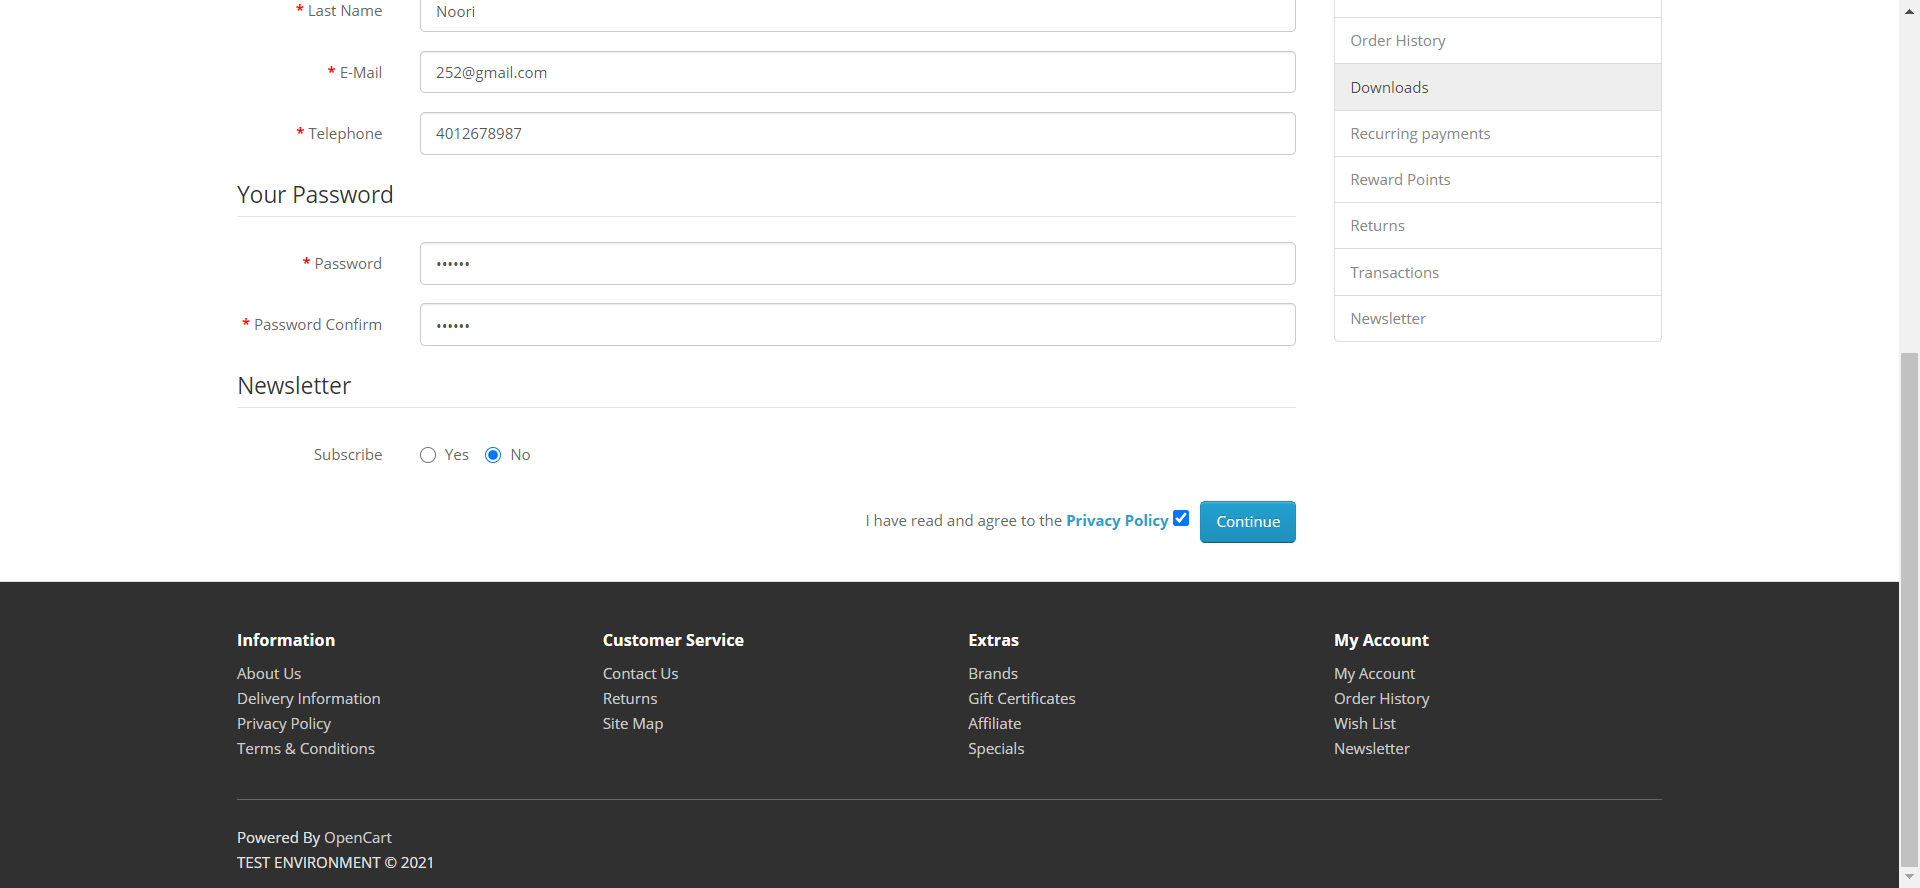 * Last Name
Noori
* E-Mail
252@gmail.com
* Telephone
4012678987
Your Password
* Password
••••••
* Password Confirm
••••••
Newsletter
Subscribe
Yes No
I have read and agree to the Privacy Policy
Continue
Order History
Downloads
Recurring payments
Reward Points
Returns
Transactions
Newsletter
Information
About Us
Delivery Information
Privacy Policy
Terms & Conditions
Customer Service
Contact Us
Returns
Site Map
Extras
Brands
Gift Certificates
Affiliate
Specials
My Account
My Account
Order History
Wish List
Newsletter
Powered By OpenCart
TEST ENVIRONMENT © 2021